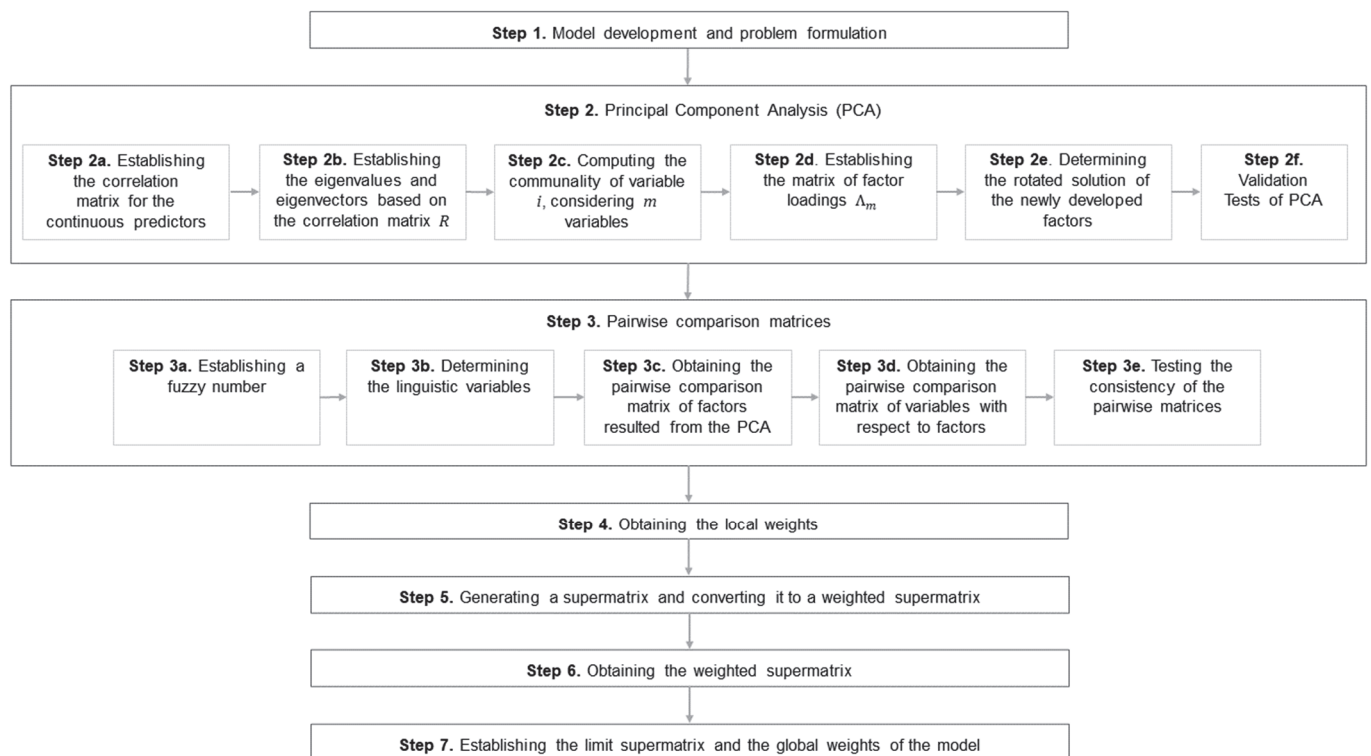 Step 1. Model development and problem formulation
Step 2. Principal Component Analysis (PCA)
Step 2a. Establishing
the correlation
matrix for the
continuous predictors
Step 2b. Establishing
the eigenvalues and
eigenvectors based on
the correlation matrix R
Step 2c. Computing the
communality of variable
i, considering m
variables
Step 2d. Establishing
the matrix of factor
loadings Λm
Step 2e. Determining
the rotated solution of
the newly developed
factors
Step 2f.
Validation
Tests of PCA
Step 3. Pairwise comparison matrices
Step 3a. Establishing a
fuzzy number
Step 3b. Determining
the linguistic variables
Step 3c. Obtaining the
pairwise comparison
matrix of factors
resulted from the PCA
Step 3d. Obtaining the
pairwise comparison
matrix of variables with
respect to factors
Step 3e. Testing the
consistency of the
pairwise matrices
Step 4. Obtaining the local weights
Step 5. Generating a supermatrix and converting it to a weighted supermatrix
Step 6. Obtaining the weighted supermatrix
Step 7. Establishing the limit supermatrix and the global weights of the model